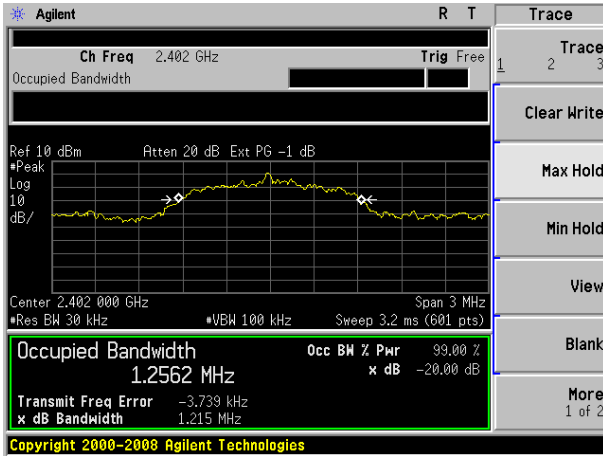 Agilent R T Trace
Ch Freq 2.402 GHz Trig Free
Occupied Bandwidth
Trace
1 2 3
Clear Write
Max Hold
Min Hold
View
Blank
More
1 of 2
Ref 10 dBm Atten 20 dB Ext PG -1 dB
#Peak
Log
10
dB/
Center 2.402 000 GHz Span 3 MHz
#Res BW 30 kHz #VBW 100 kHz Sweep 3.2 ms (601 pts)
Occupied Bandwidth Occ BW % Pwr 99.00 %
1.2562 MHz x dB -20.00 dB
Transmit Freq Error -3.739 kHz
x dB Bandwidth 1.215 MHz
Copyright 2000-2008 Agilent Technologies